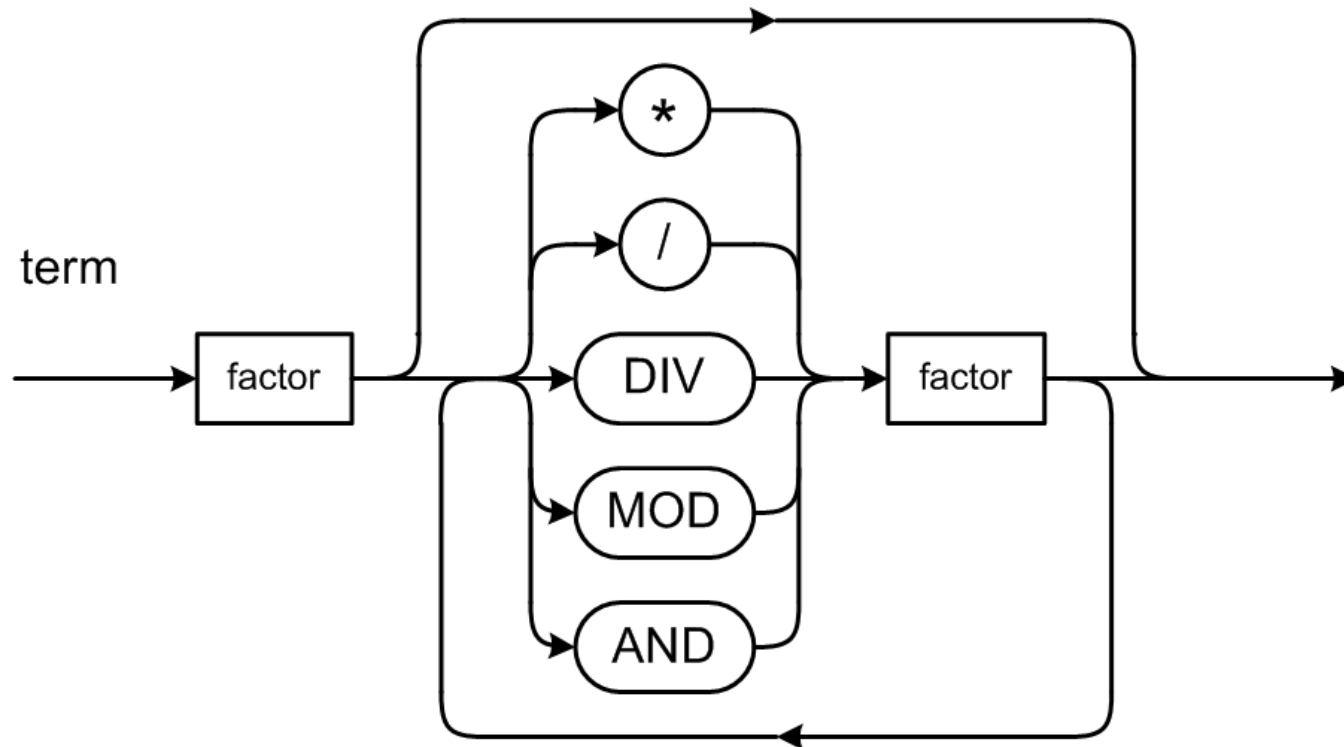 *
/
term
factor
DIV
factor
MOD
AND